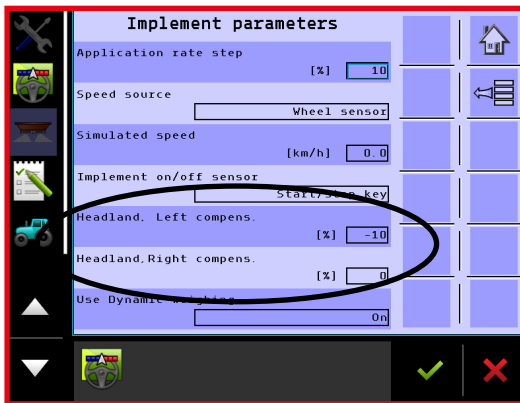 Implement parameters
Application rate step
[%] 10
Speed source
Wheel sensor
Simulated speed
[km/h] 0.0
Implement on/off sensor
Start/Stop key
Headland, Left compens.
[%] -10
Headland,Right compens.
[%] 0
Use Dynamic Weighing
On